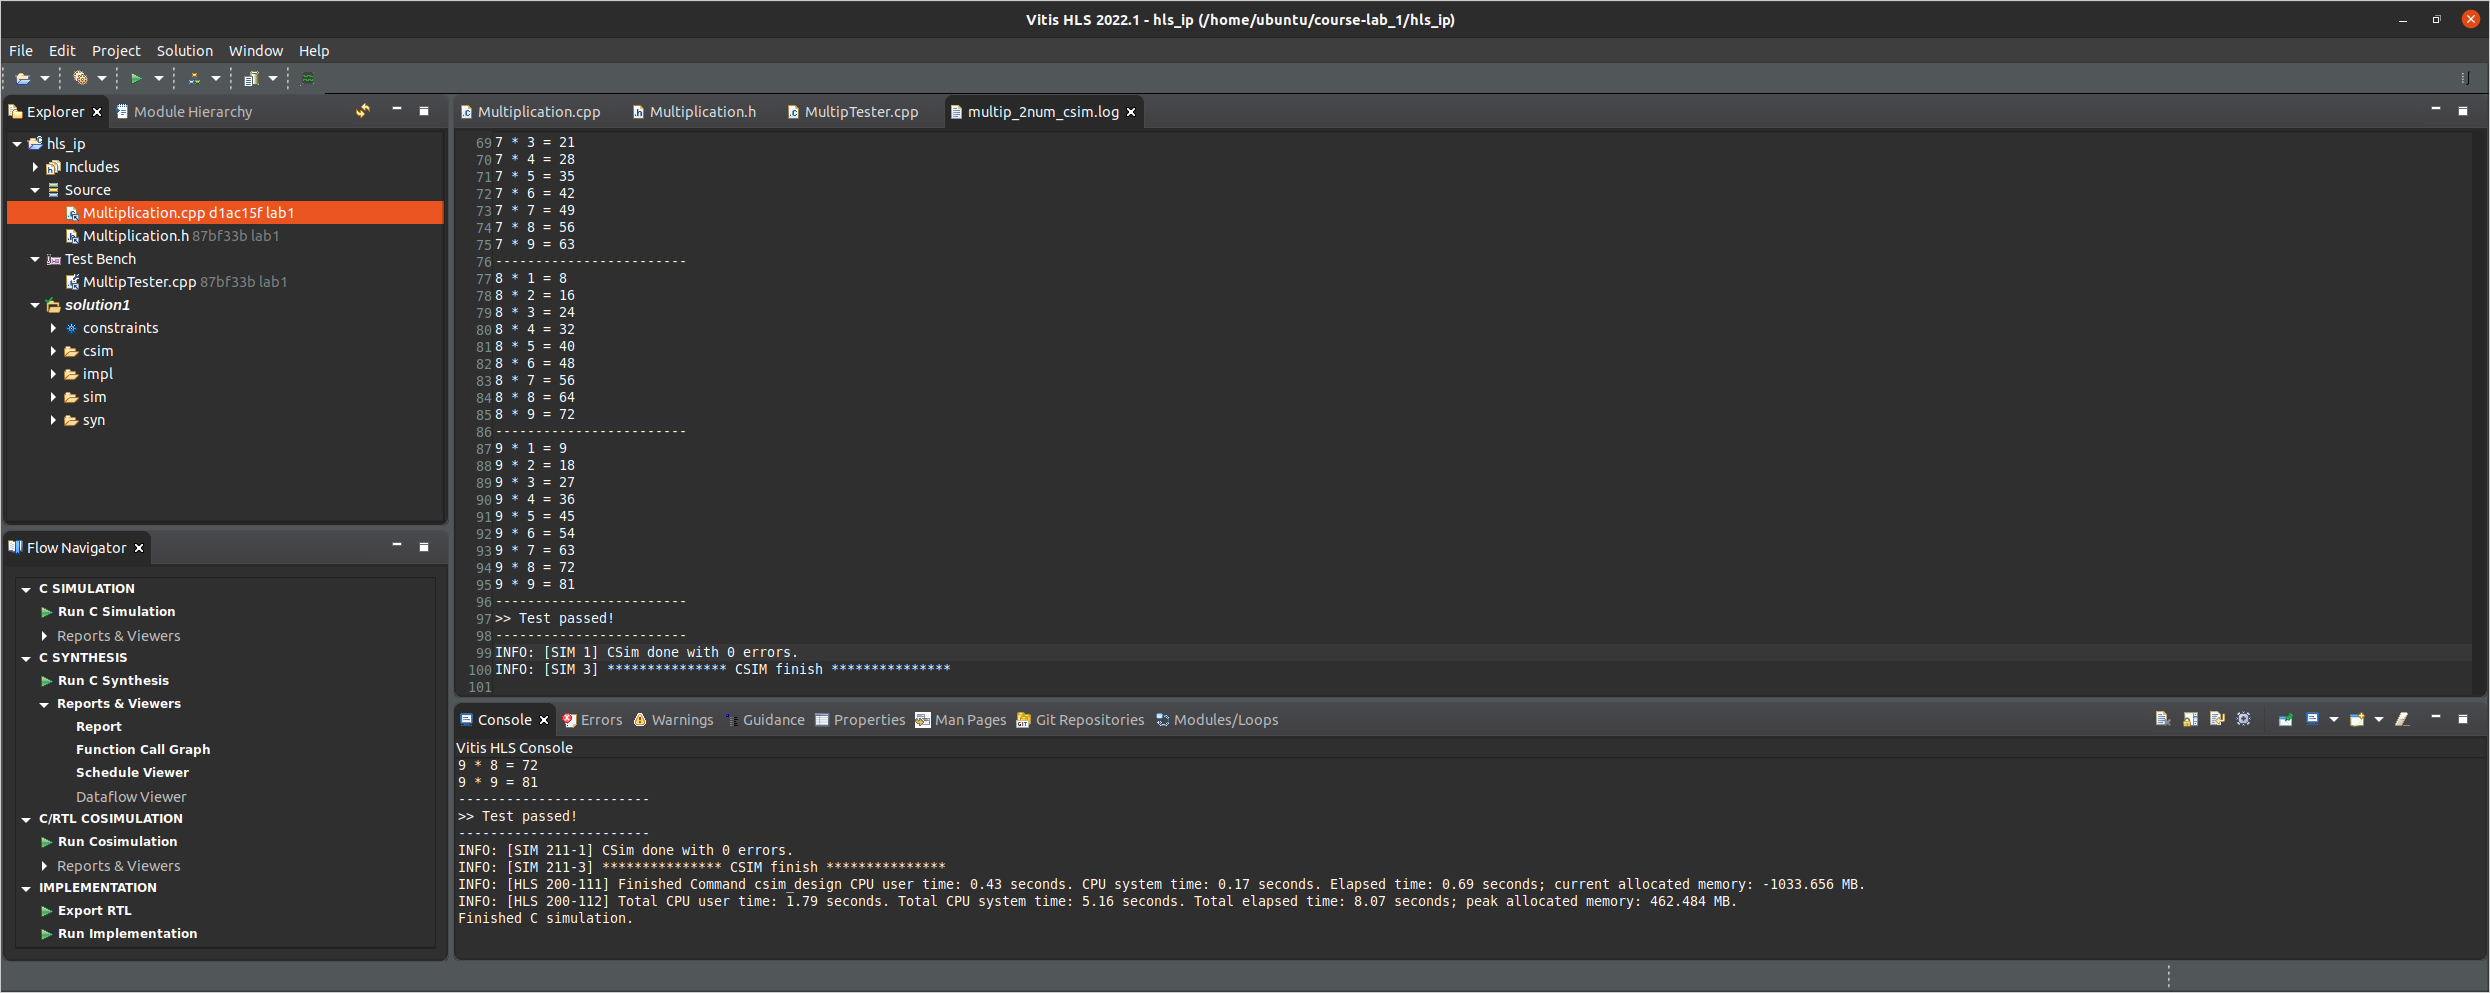 Vitis HLS 2022.1 - hls_ip (/home/ubuntu/course-lab_1/hls_ip)
File Edit Project Solution Window Help
Explorer Module Hierarchy
hls_ip
Includes
Source
Multiplication.cpp d1ac15f lab1
Multiplication.h 87bf33b lab1
Test Bench
MultipTester.cpp 87bf33b lab1
solution1
constraints
csim
impl
sim
syn
Flow Navigator
C SIMULATION
Run C Simulation
Reports & Viewers
C SYNTHESIS
Run C Synthesis
Reports & Viewers
Report
Function Call Graph
Schedule Viewer
Dataflow Viewer
C/RTL COSIMULATION
Run Cosimulation
Reports & Viewers
IMPLEMENTATION
Export RTL
Run Implementation
Multiplication.cpp Multiplication.h MultipTester.cpp multip_2num_csim.log
69 7 * 3 = 21
70 7 * 4 = 28
71 7 * 5 = 35
72 7 * 6 = 42
73 7 * 7 = 49
74 7 * 8 = 56
75 7 * 9 = 63
76 ------------------------
77 8 * 1 = 8
78 8 * 2 = 16
79 8 * 3 = 24
80 8 * 4 = 32
81 8 * 5 = 40
82 8 * 6 = 48
83 8 * 7 = 56
84 8 * 8 = 64
85 8 * 9 = 72
86 ------------------------
87 9 * 1 = 9
88 9 * 2 = 18
89 9 * 3 = 27
90 9 * 4 = 36
91 9 * 5 = 45
92 9 * 6 = 54
93 9 * 7 = 63
94 9 * 8 = 72
95 9 * 9 = 81
96 ------------------------
97 >> Test passed!
98 ------------------------
99 INFO: [SIM 1] CSim done with 0 errors.
100 INFO: [SIM 3] *************** CSIM finish ***************
101
Console Errors Warnings Guidance Properties Man Pages Git Repositories Modules/Loops
Vitis HLS Console
9 * 8 = 72
9 * 9 = 81
------------------------
>> Test passed!
------------------------
INFO: [SIM 211-1] CSim done with 0 errors.
INFO: [SIM 211-3] *************** CSIM finish ***************
INFO: [HLS 200-111] Finished Command csim_design CPU user time: 0.43 seconds. CPU system time: 0.17 seconds. Elapsed time: 0.69 seconds; current allocated memory: -1033.656 MB.
INFO: [HLS 200-112] Total CPU user time: 1.79 seconds. Total CPU system time: 5.16 seconds. Total elapsed time: 8.07 seconds; peak allocated memory: 462.484 MB.
Finished C simulation.